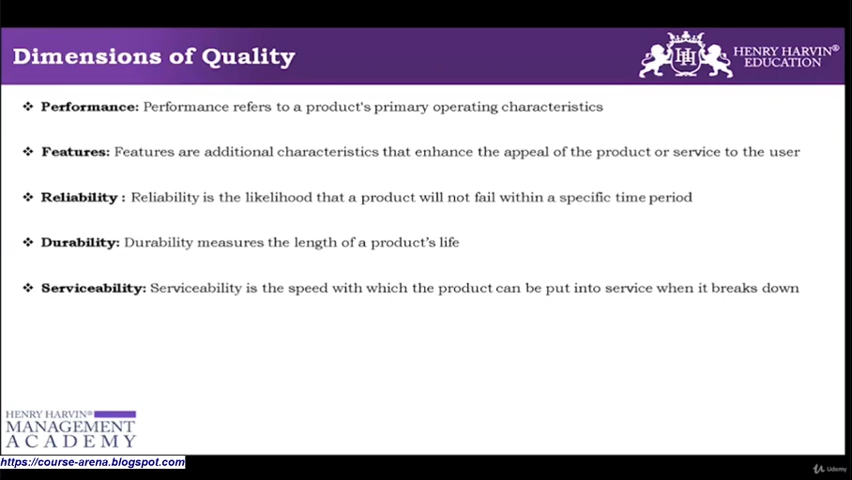 Dimensions of Quality
HENRY HARVIN®
EDUCATION
❖ Performance: Performance refers to a product's primary operating characteristics
❖ Features: Features are additional characteristics that enhance the appeal of the product or service to the user
❖ Reliability : Reliability is the likelihood that a product will not fail within a specific time period
❖ Durability: Durability measures the length of a product's life
❖ Serviceability: Serviceability is the speed with which the product can be put into service when it breaks down
HENRY HARVIN®
MANAGEMENT
ACADEMY
https://course-arena.blogspot.com
Udemy